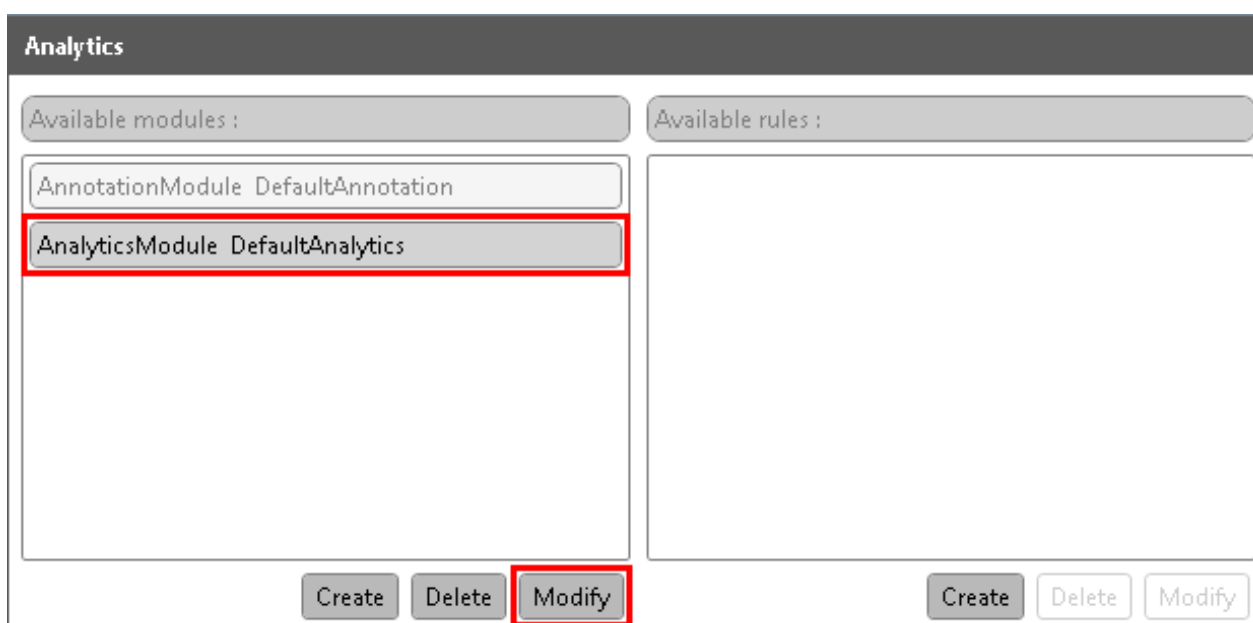 Analytics
Available modules :
Available rules :
AnnotationModule DefaultAnnotation
AnalyticsModule DefaultAnalytics
Create Delete Modify
Create Delete Modify